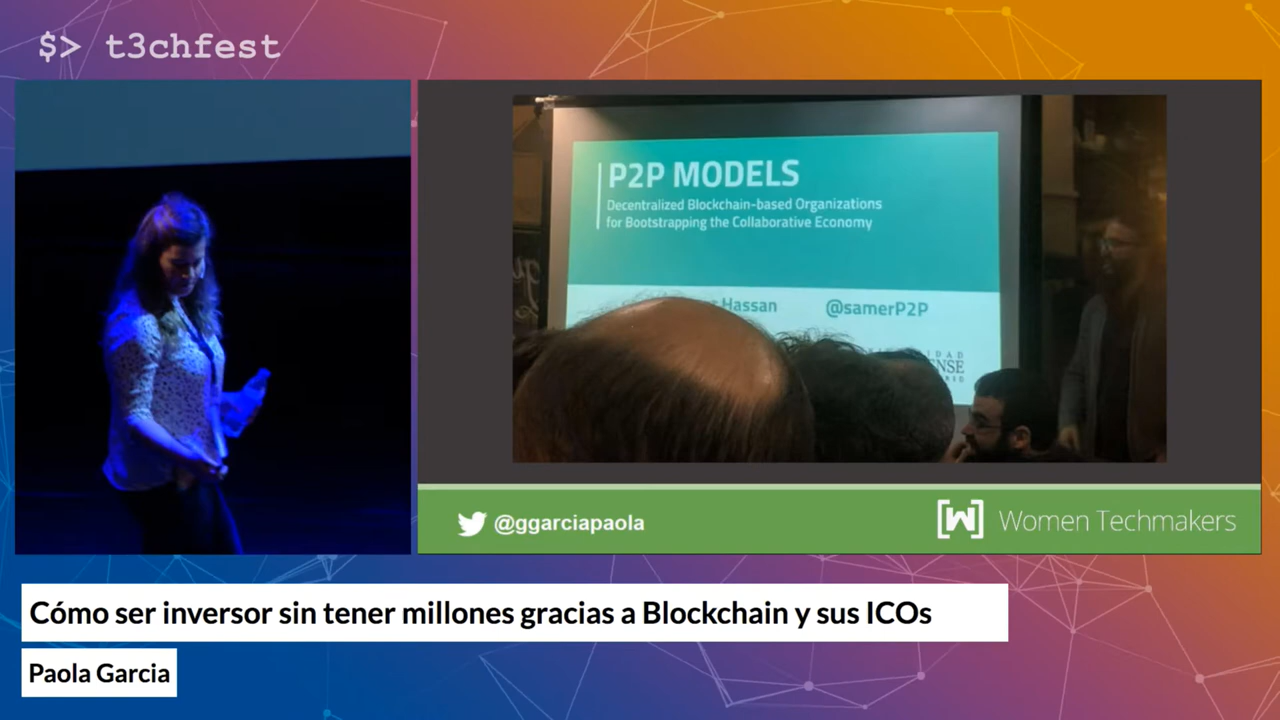 $> t3chfest
P2P MODELS
Decentralized Blockchain-based Organizations
for Bootstrapping the Collaborative Economy
Hassan
@samerP2P
@ggarciapaola
[W] Women Techmakers
Cómo ser inversor sin tener millones gracias a Blockchain y sus ICOs
Paola Garcia